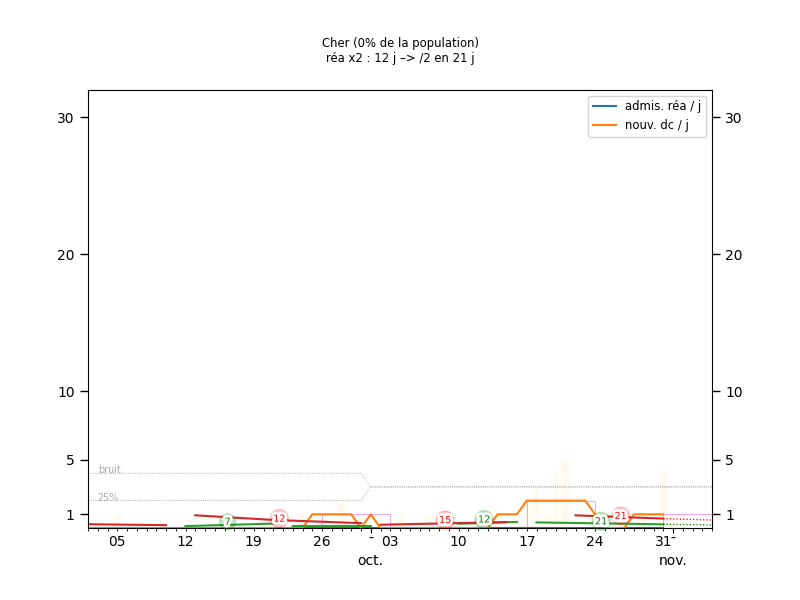 Cher (0% de la population)
réa x2 : 12 j –> /2 en 21 j
admis. réa / j
nouv. dc / j
30 30
20 20
10 10
5 5
bruit
25%
1 1
7 12 15 12 21 21
05 12 19 26 - 03 10 17 24 31-
oct. nov.